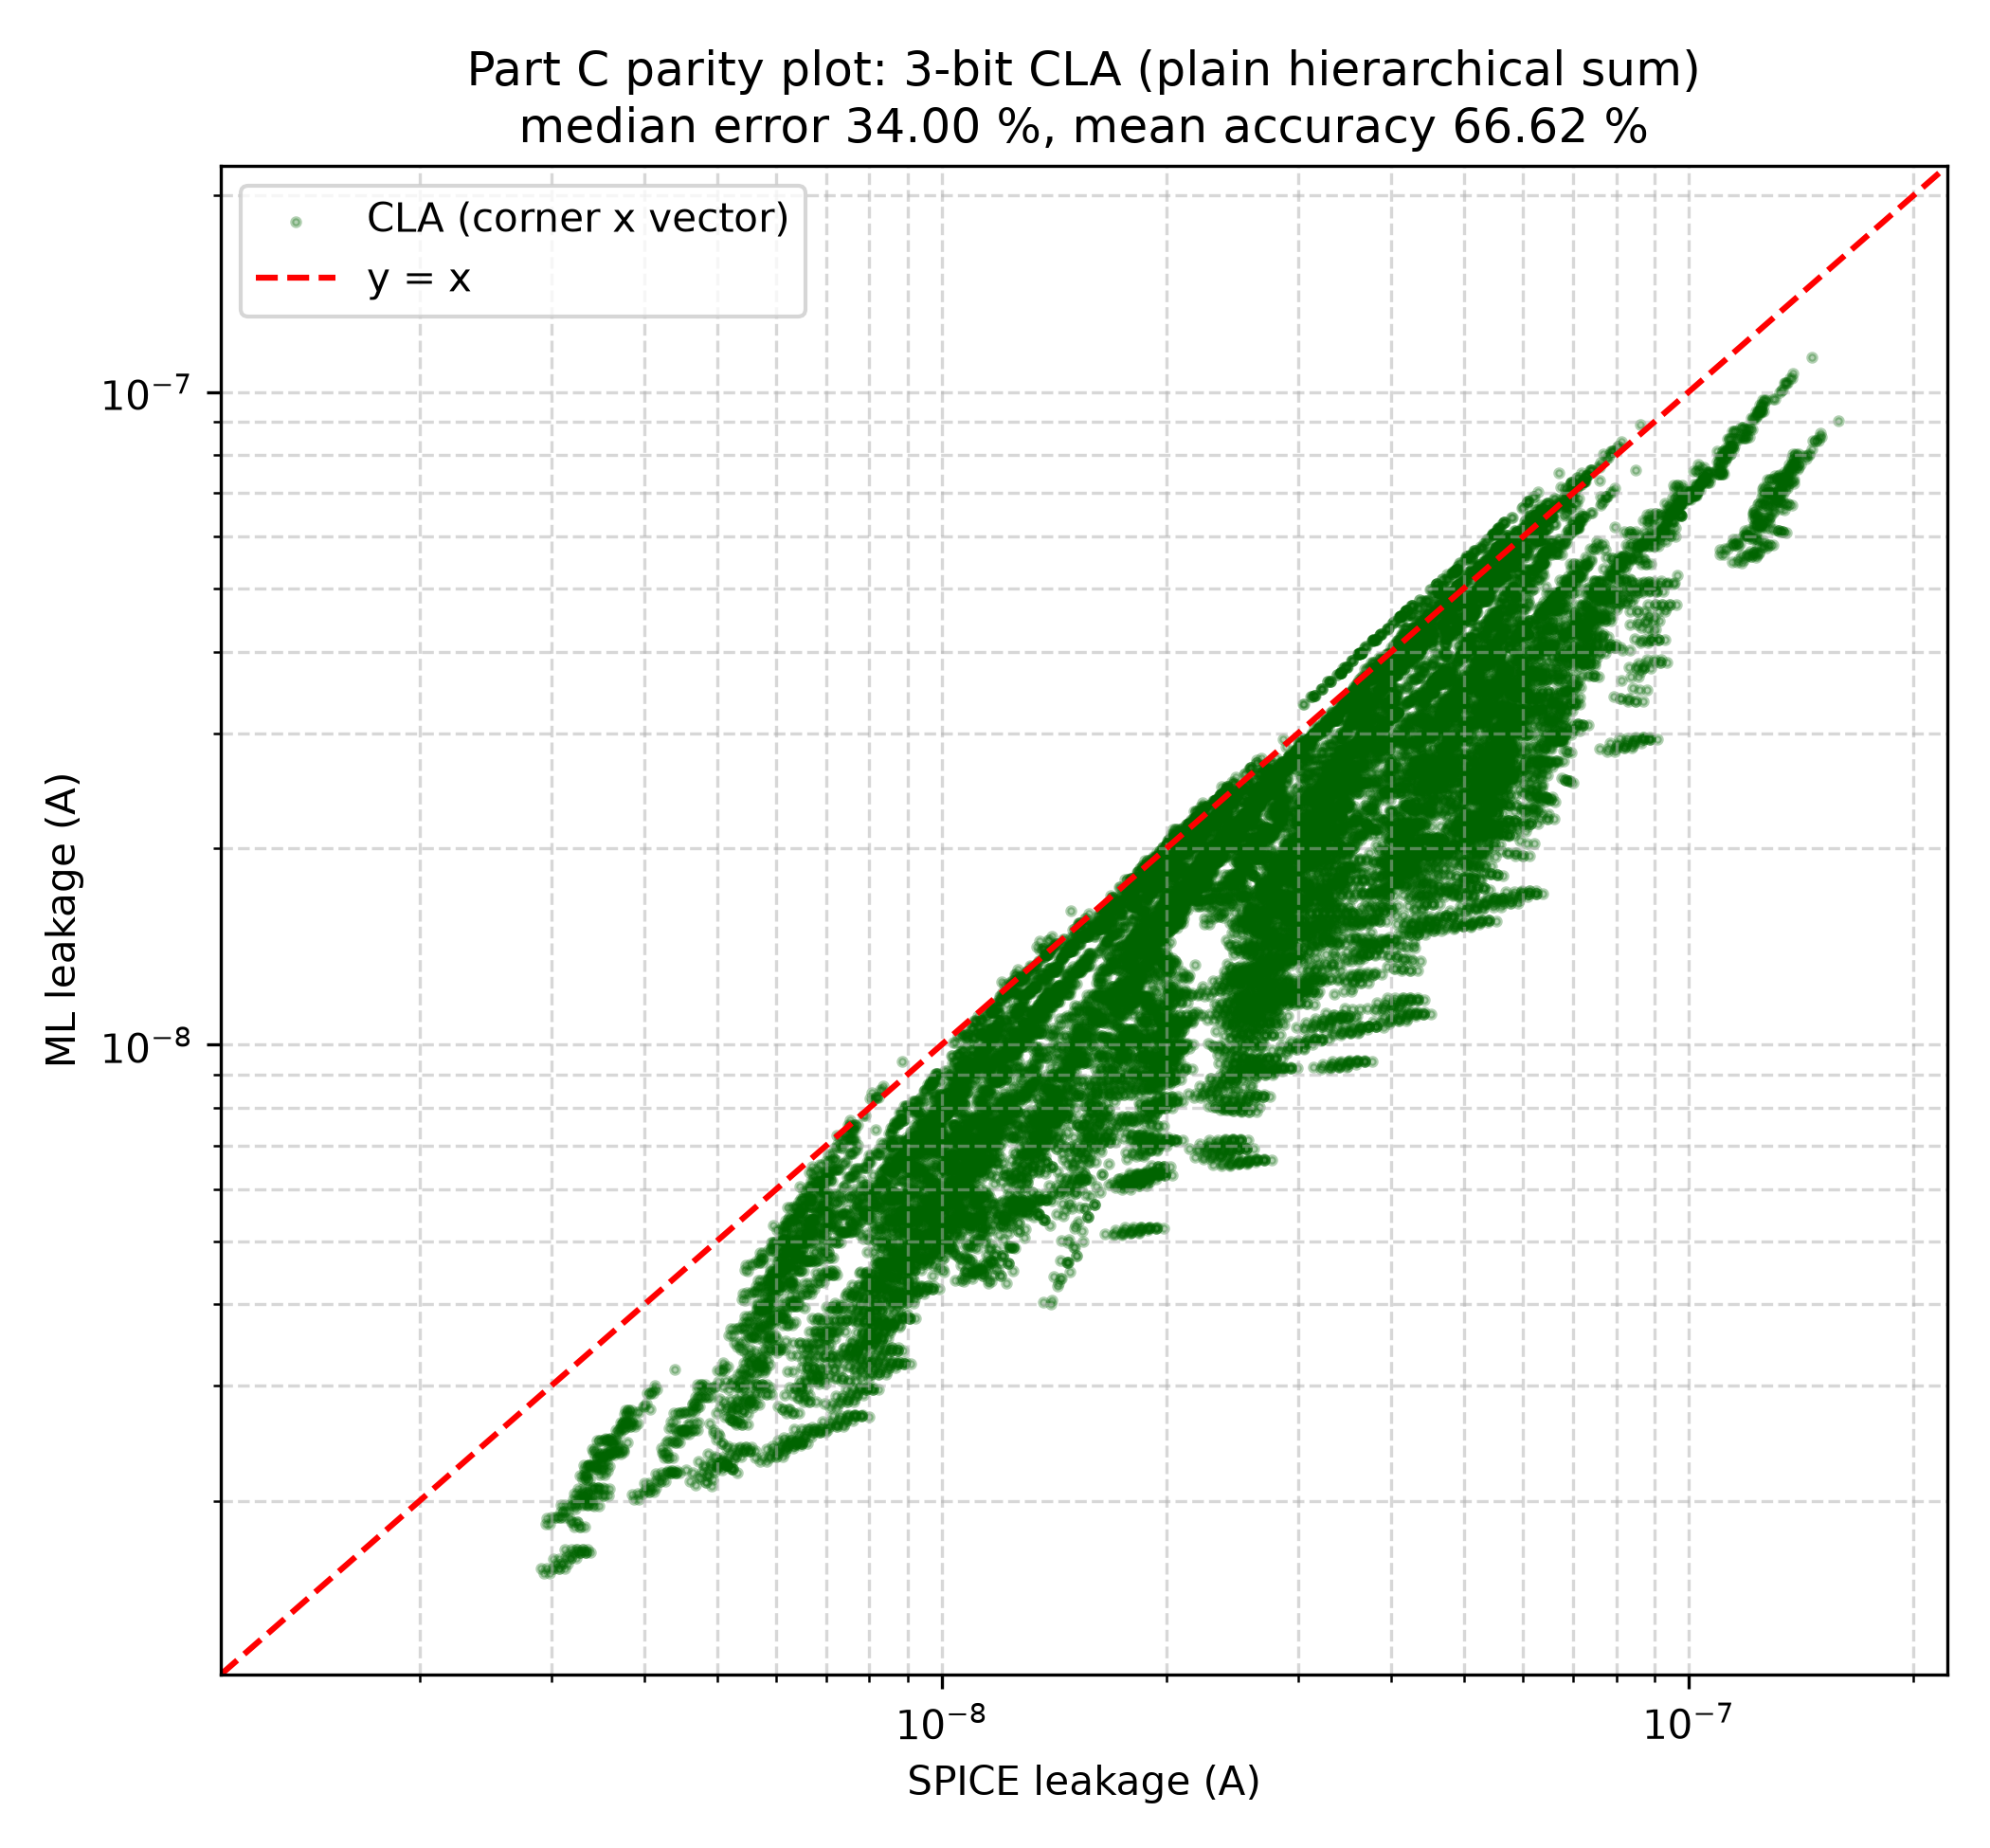 Part C parity plot: 3-bit CLA (plain hierarchical sum)
median error 34.00 %, mean accuracy 66.62 %
CLA (corner x vector)
y = x
10⁻⁷
10⁻⁸
ML leakage (A)
10⁻⁸
10⁻⁷
SPICE leakage (A)